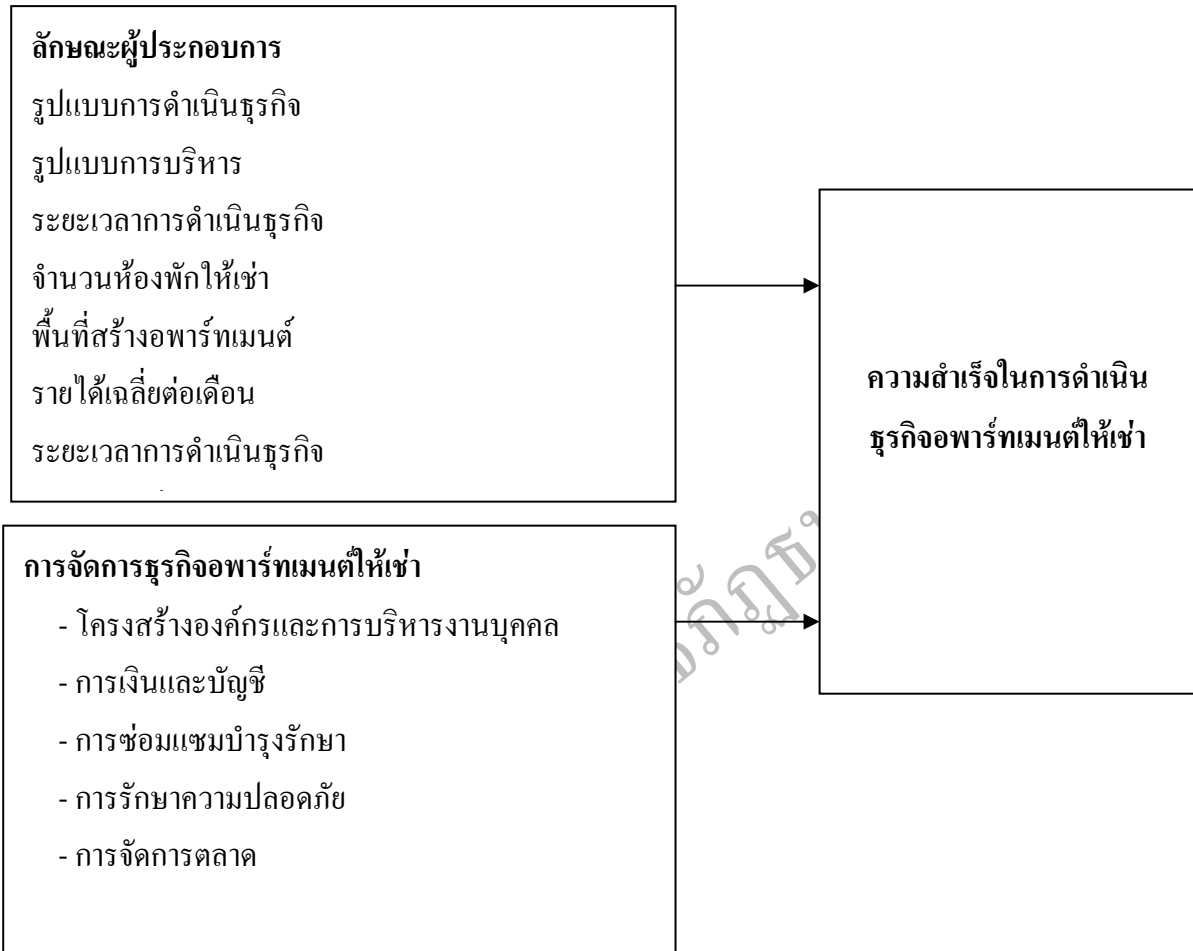 ลักษณะผู้ประกอบการ
รูปแบบการดำเนินธุรกิจ
รูปแบบการบริหาร
ระยะเวลาการดำเนินธุรกิจ
จำนวนห้องพักให้เช่า
พื้นที่สร้างอพาร์ทเมนต์
รายได้เฉลี่ยต่อเดือน
ระยะเวลาการดำเนินธุรกิจ
ความสำเร็จในการดำเนิน
ธุรกิจอพาร์ทเมนต์ให้เช่า
การจัดการธุรกิจอพาร์ทเมนต์ให้เช่า
- โครงสร้างองค์กรและการบริหารงานบุคคล
- การเงินและบัญชี
- การซ่อมแซมบำรุงรักษา
- การรักษาความปลอดภัย
- การจัดการตลาด